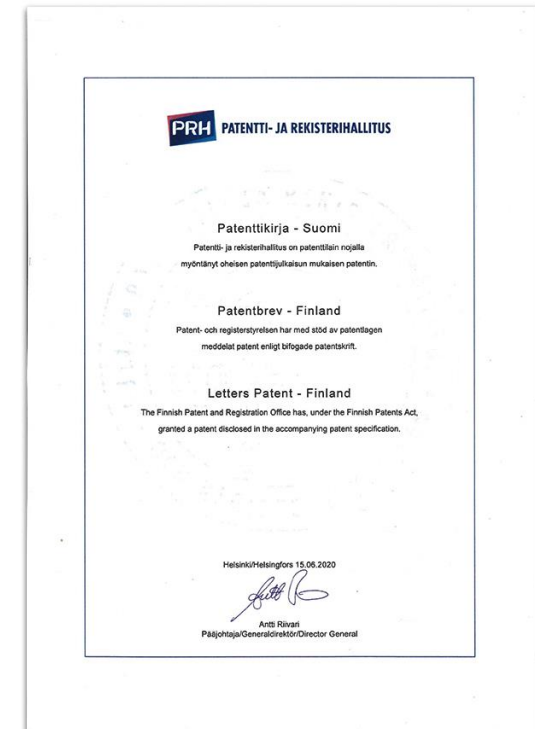 PRH PATENTTI- JA REKISTERIHALLITUS
Patenttikirja - Suomi
Patentti- ja rekisterihallitus on patenttilain nojalla
myöntänyt oheisen patenttijulkaisun mukaisen patentin.
Patentbrev - Finland
Patent- och registerstyrelsen har med stöd av patentlagen
meddelat patent enligt bifogade patentskrift.
Letters Patent - Finland
The Finnish Patent and Registration Office has, under the Finnish Patents Act,
granted a patent disclosed in the accompanying patent specification.
Helsinki/Helsingfors 15.06.2020
Antti Riivari
Pääjohtaja/Generaldirektör/Director General